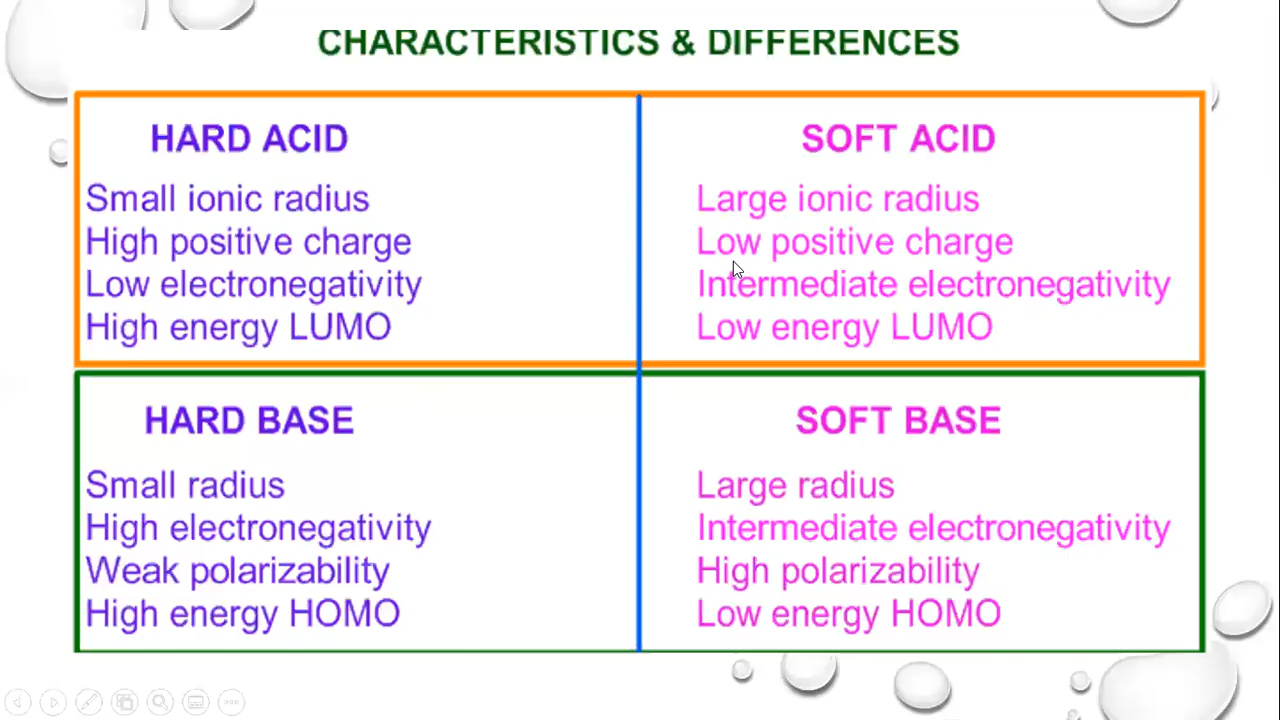 CHARACTERISTICS & DIFFERENCES
HARD ACID
Small ionic radius
High positive charge
Low electronegativity
High energy LUMO
SOFT ACID
Large ionic radius
Low positive charge
Intermediate electronegativity
Low energy LUMO
HARD BASE
Small radius
High electronegativity
Weak polarizability
High energy HOMO
SOFT BASE
Large radius
Intermediate electronegativity
High polarizability
Low energy HOMO